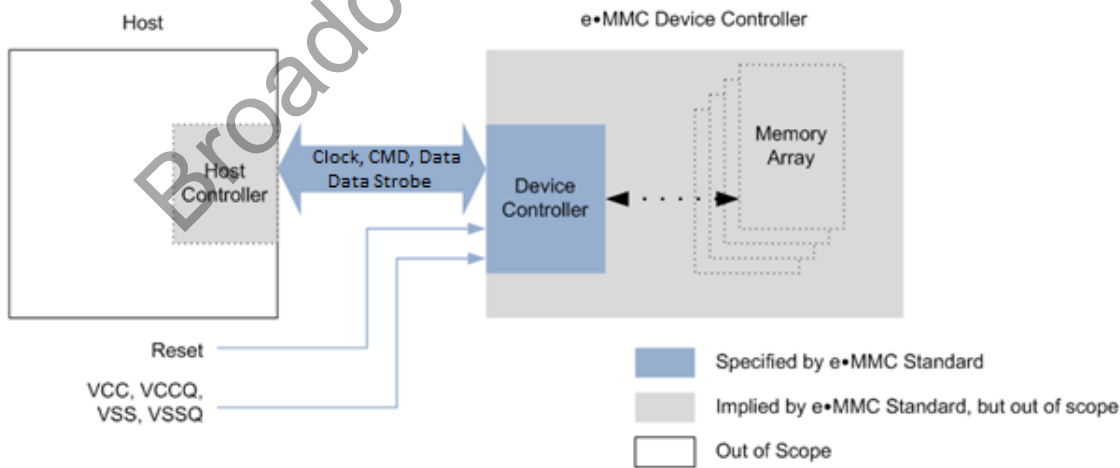 Host
e•MMC Device Controller
Broado
Host
Controller
Clock, CMD, Data
Data Strobe
Device
Controller
Memory
Array
Reset
VCC, VCCQ,
VSS, VSSQ
Specified by e•MMC Standard
Implied by e•MMC Standard, but out of scope
Out of Scope